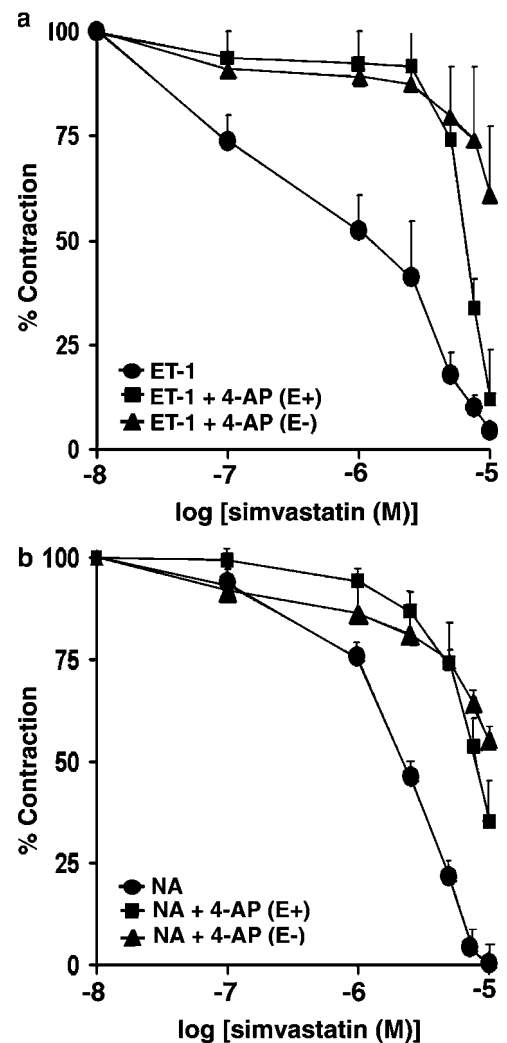 a
100
75
50
25
0
% Contraction
ET-1
ET-1 + 4-AP (E+)
ET-1 + 4-AP (E-)
-8 -7 -6 -5
log [simvastatin (M)]
b
100
75
50
25
0
% Contraction
NA
NA + 4-AP (E+)
NA + 4-AP (E-)
-8 -7 -6 -5
log [simvastatin (M)]